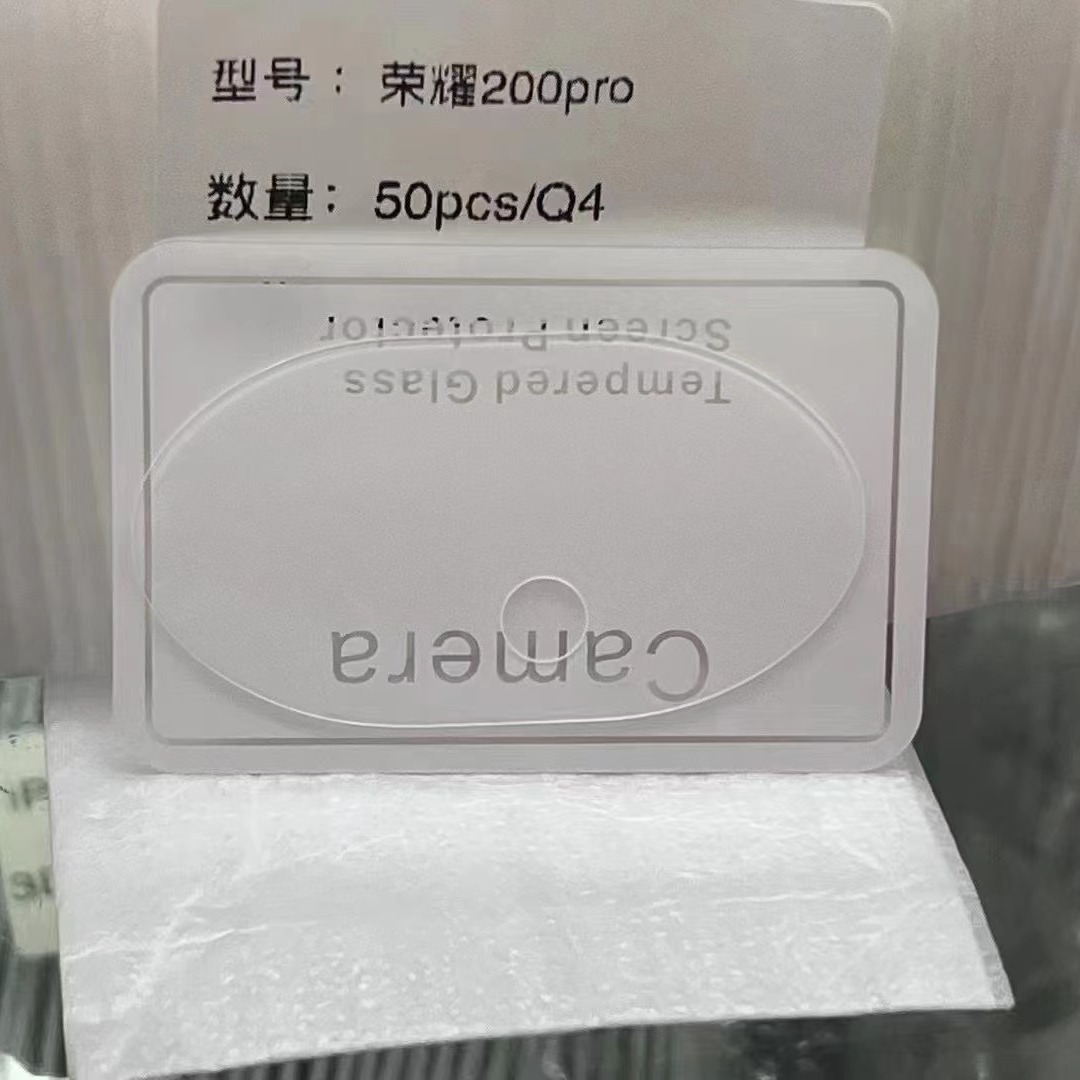 型号：荣耀200pro
数量：50pcs/Q4
Camera
Tempered Glass
Screen Protector